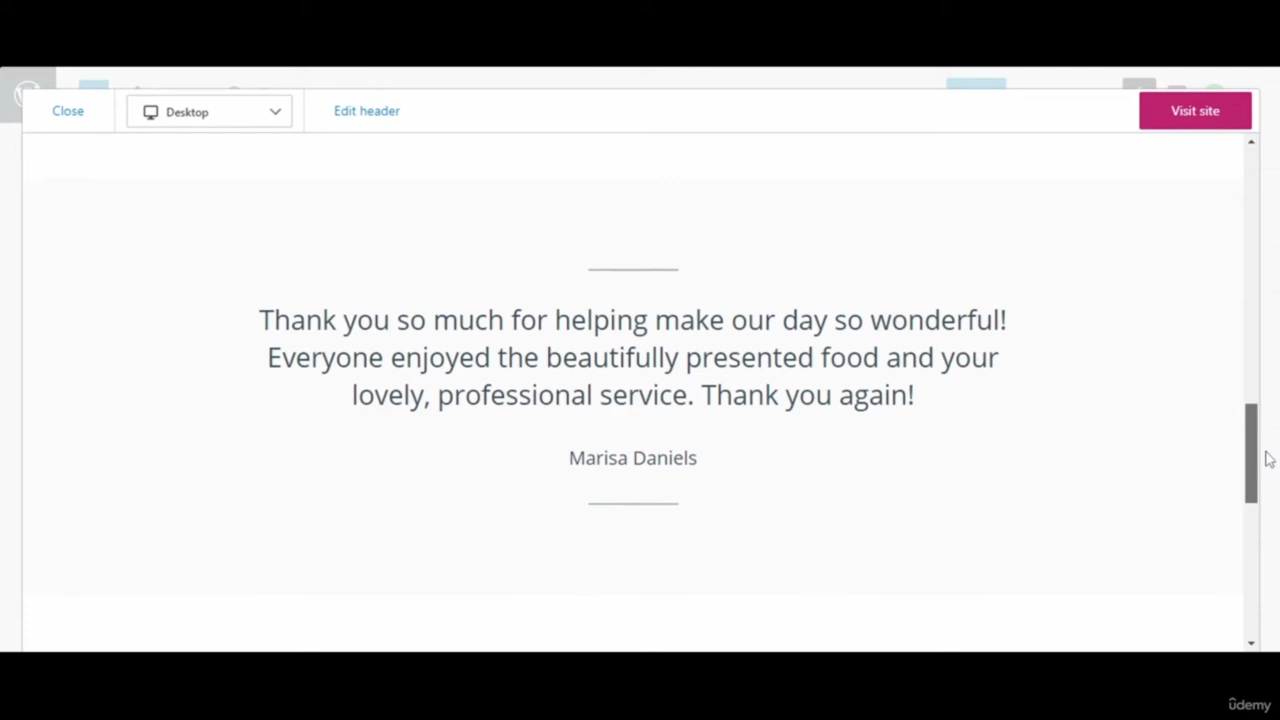 Close
Desktop
Edit header
Visit site
Thank you so much for helping make our day so wonderful!
Everyone enjoyed the beautifully presented food and your
lovely, professional service. Thank you again!
Marisa Daniels
ûdemy